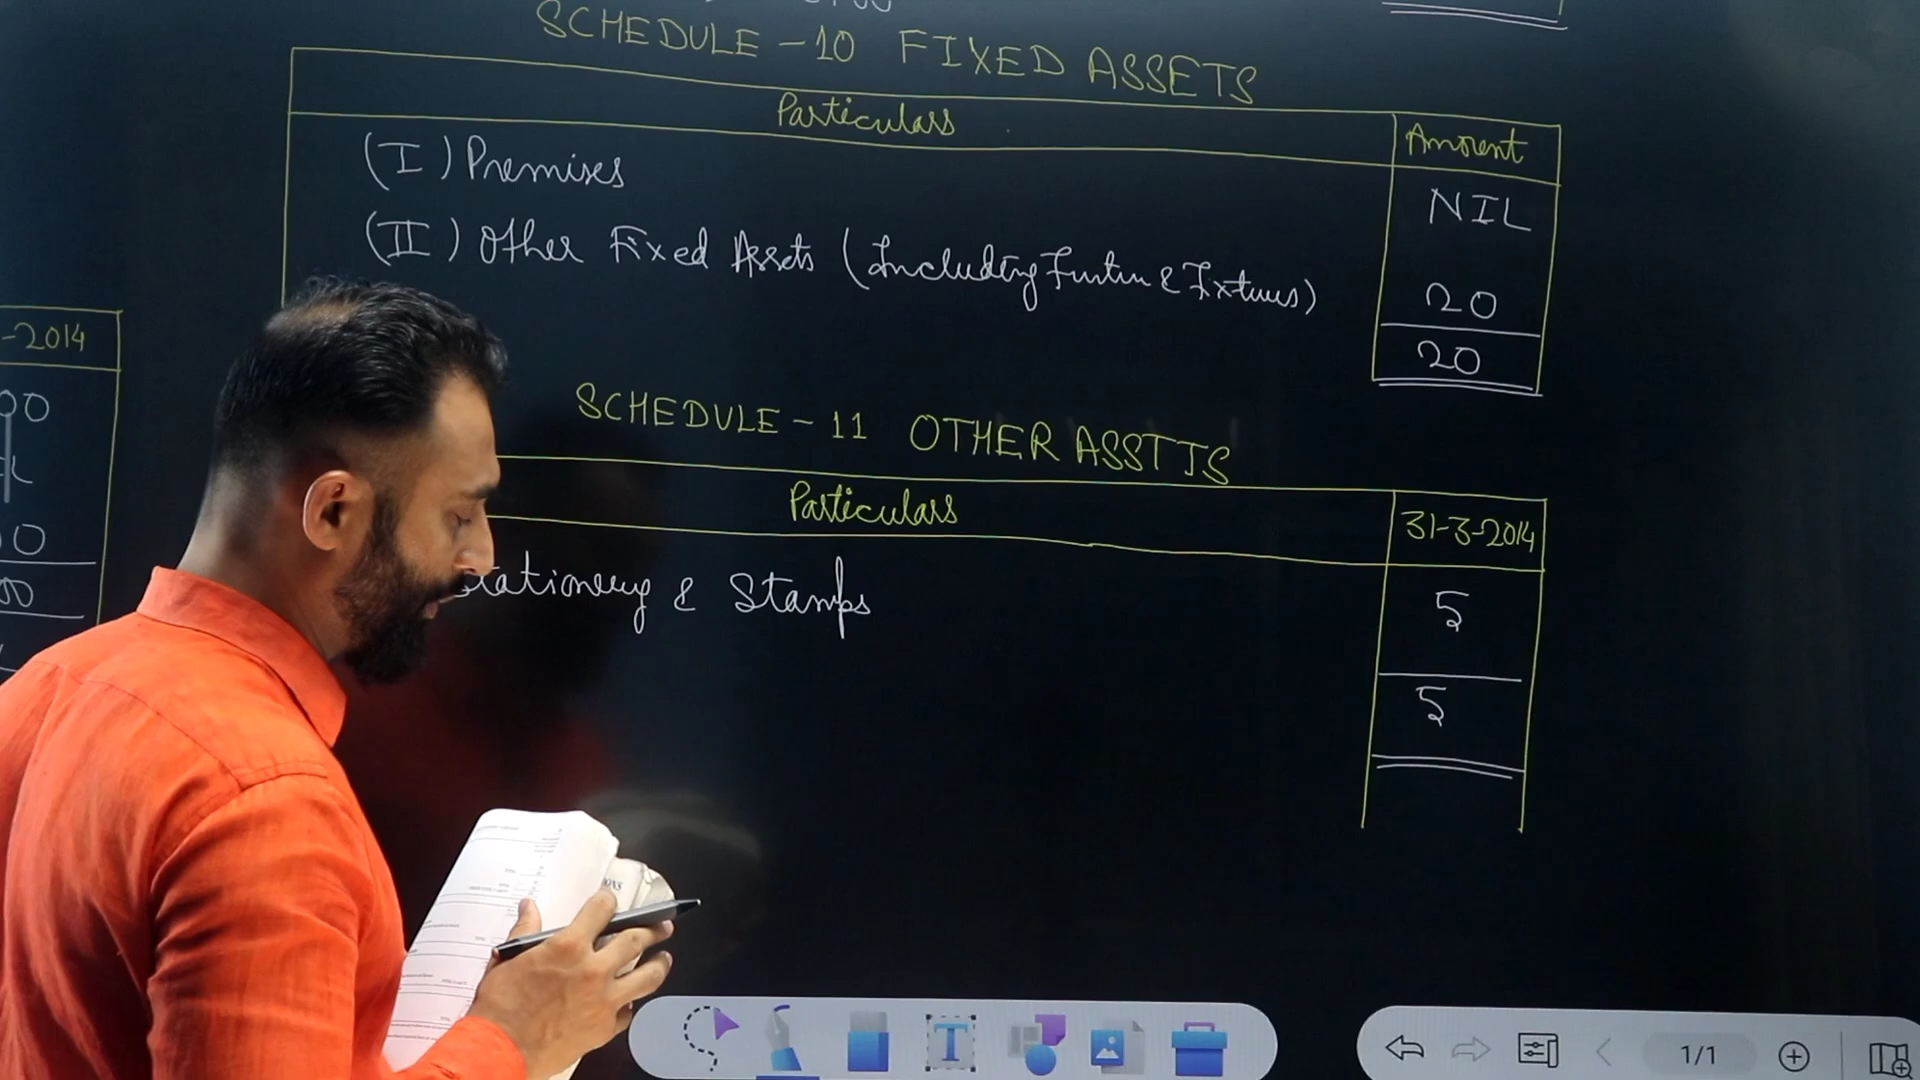 SCHEDULE - 10 FIXED ASSETS
Particulars Amount
(I) Premises NIL
(II) Other Fixed Assets (Including & Fixtures) 20
20
-2014
SCHEDULE - 11 OTHER ASSTTS
Particulars 31-3-2014
Stationery & Stamps 5
5
T
1/1